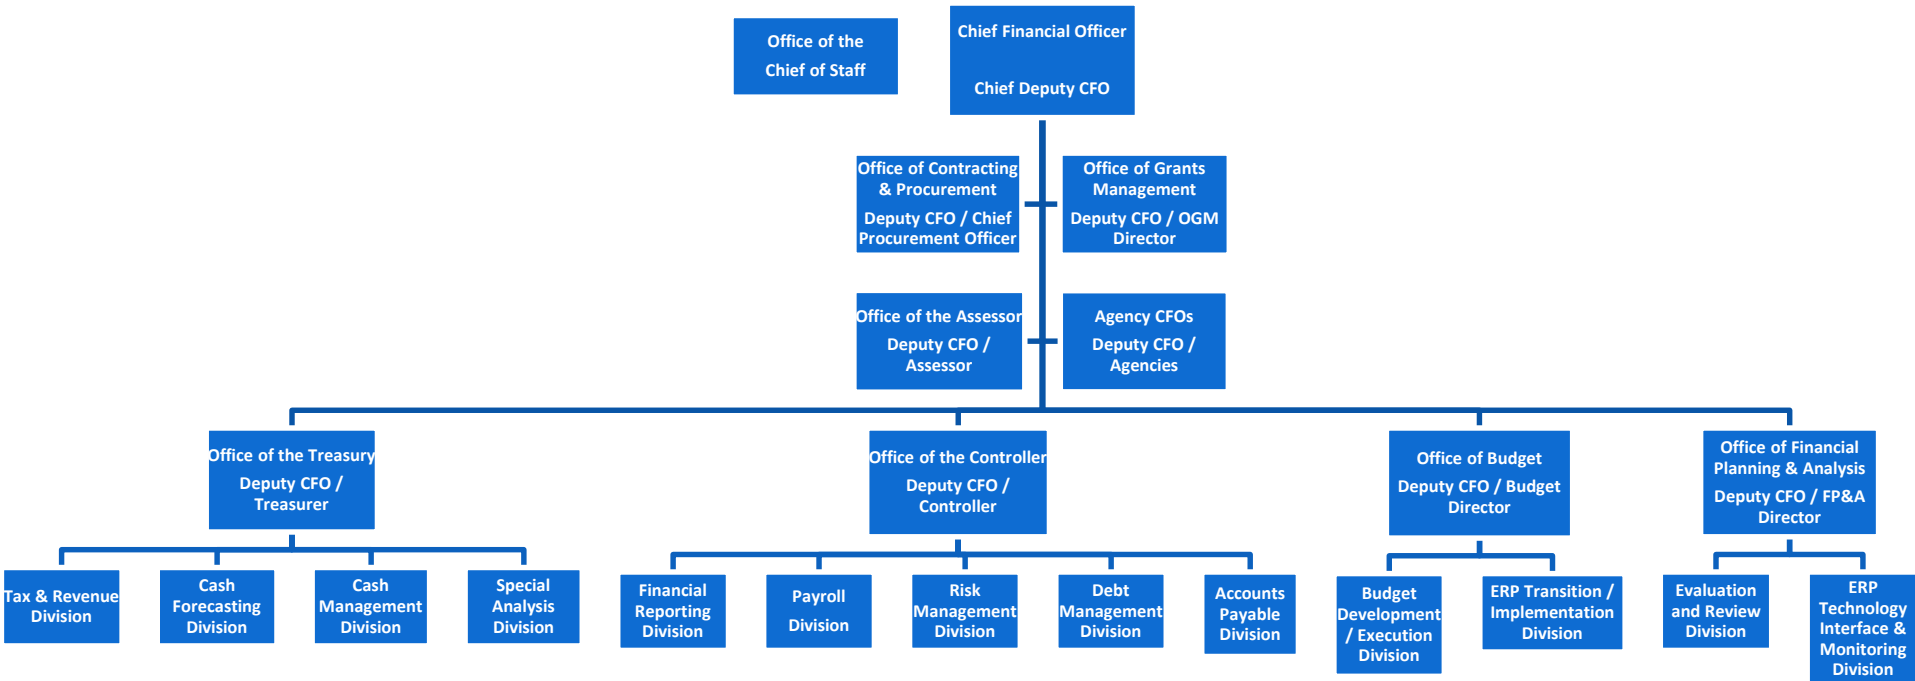 Office of the
Chief of Staff
Chief Financial Officer
Chief Deputy CFO
Office of Contracting
& Procurement
Deputy CFO / Chief
Procurement Officer
Office of Grants
Management
Deputy CFO / OGM
Director
Office of the Assessor
Deputy CFO /
Assessor
Agency CFOs
Deputy CFO /
Agencies
Office of the Treasury
Deputy CFO /
Treasurer
Office of the Controller
Deputy CFO /
Controller
Office of Budget
Deputy CFO / Budget
Director
Office of Financial
Planning & Analysis
Deputy CFO / FP&A
Director
Tax & Revenue
Division
Cash
Forecasting
Division
Cash
Management
Division
Special
Analysis
Division
Financial
Reporting
Division
Payroll
Division
Risk
Management
Division
Debt
Management
Division
Accounts
Payable
Division
Budget
Development
/ Execution
Division
ERP Transition /
Implementation
Division
Evaluation
and Review
Division
ERP
Technology
Interface &
Monitoring
Division